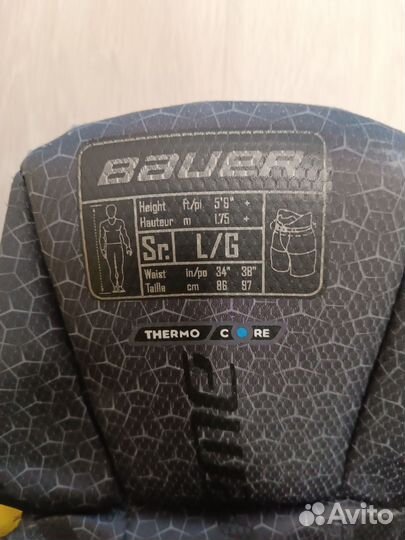 BAUER
Height ft/pi 5'9" +
Hauteur m 1.75 +
Sr. L/G
Waist in/po 34" 38"
Taille cm 86 97
THERMO CORE
Avito